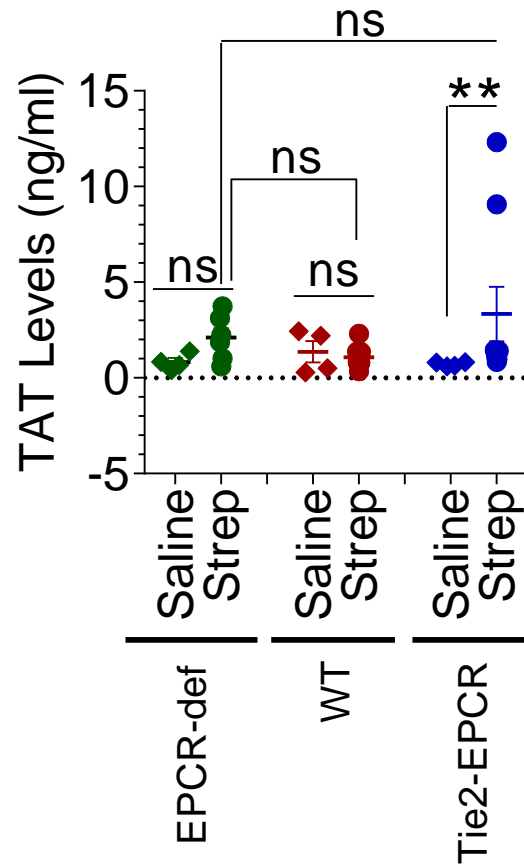 ns
15
**
ns
10
TAT Levels (ng/ml)
5
ns
ns
0
-5
Saline
Strep
Saline
Strep
Saline
Strep
EPCR-def
WT
Tie2-EPCR